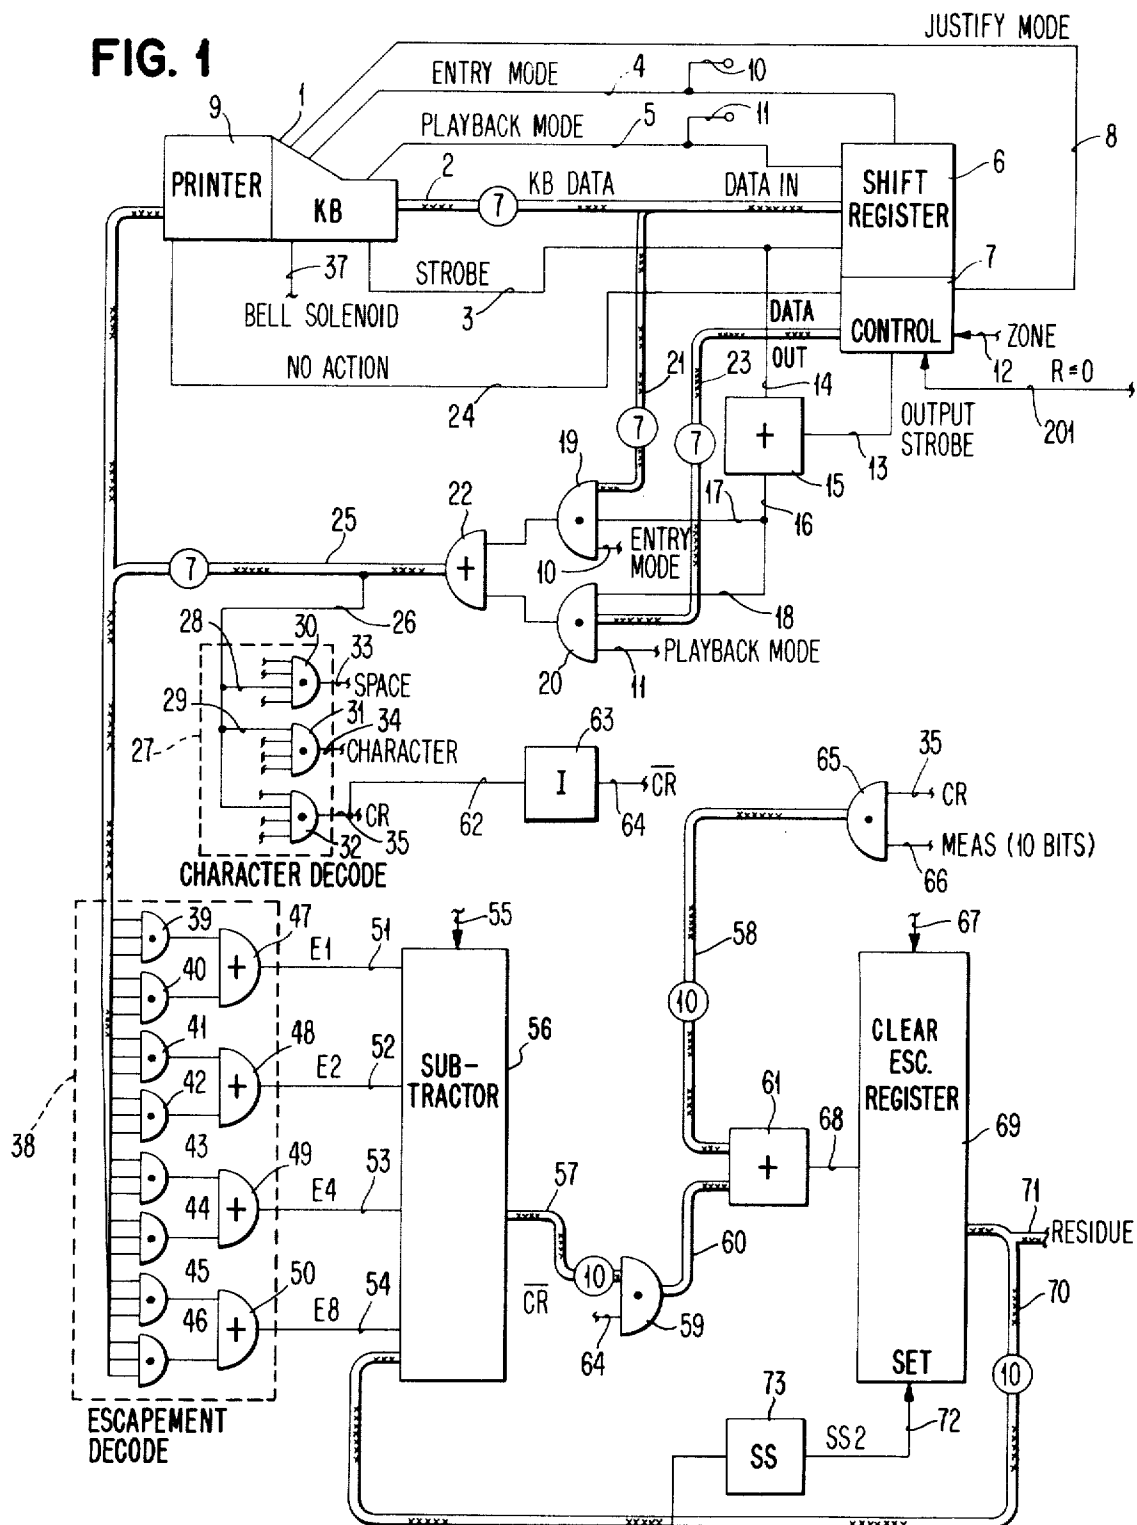 FIG. 1
JUSTIFY MODE
ENTRY MODE 4 10
1
9
PLAYBACK MODE 5 11
8
6
PRINTER
KB
2
7
KB DATA
DATA IN
SHIFT
REGISTER
37
BELL SOLENOID
STROBE
3
7
CONTROL
DATA
OUT
ZONE
12
NO ACTION
24
21
23
14
R=0
201
OUTPUT
STROBE
13
7
7
+
15
19
17
16
22
25
7
+
ENTRY
MODE
10
18
26
20
11
PLAYBACK MODE
28
30
33
SPACE
29
31
34
CHARACTER
27
63
I
CR
64
62
CR
35
32
CHARACTER DECODE
65
35
CR
MEAS (10 BITS)
66
39
47
E1
51
55
58
67
40
10
56
41
48
E2
52
SUB-
TRACTOR
CLEAR
ESC.
REGISTER
42
61
+
68
69
38
43
49
E4
53
57
44
60
71
RESIDUE
45
50
E8
54
10
CR
64
59
70
46
SET
10
ESCAPEMENT
DECODE
73
SS
SS2
72